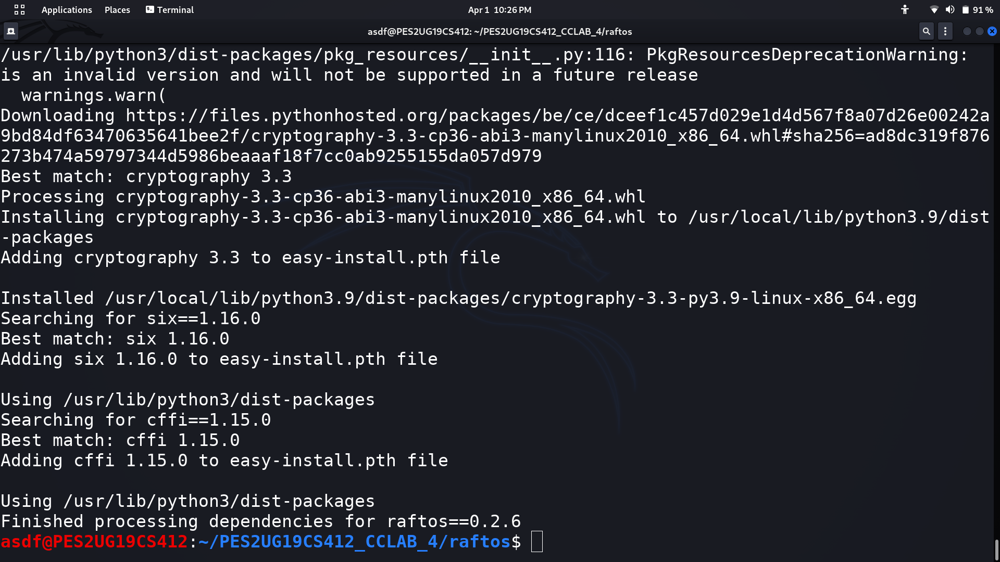 Applications Places Terminal Apr 1 10:26 PM 91 %
asdf@PES2UG19CS412: ~/PES2UG19CS412_CCLAB_4/raftos
/usr/lib/python3/dist-packages/pkg_resources/__init__.py:116: PkgResourcesDeprecationWarning:
is an invalid version and will not be supported in a future release
  warnings.warn(
Downloading https://files.pythonhosted.org/packages/be/ce/dceef1c457d029e1d4d567f8a07d26e00242a
9bd84df63470635641bee2f/cryptography-3.3-cp36-abi3-manylinux2010_x86_64.whl#sha256=ad8dc319f876
273b474a59797344d5986beaaaf18f7cc0ab9255155da057d979
Best match: cryptography 3.3
Processing cryptography-3.3-cp36-abi3-manylinux2010_x86_64.whl
Installing cryptography-3.3-cp36-abi3-manylinux2010_x86_64.whl to /usr/local/lib/python3.9/dist
-packages
Adding cryptography 3.3 to easy-install.pth file

Installed /usr/local/lib/python3.9/dist-packages/cryptography-3.3-py3.9-linux-x86_64.egg
Searching for six==1.16.0
Best match: six 1.16.0
Adding six 1.16.0 to easy-install.pth file

Using /usr/lib/python3/dist-packages
Searching for cffi==1.15.0
Best match: cffi 1.15.0
Adding cffi 1.15.0 to easy-install.pth file

Using /usr/lib/python3/dist-packages
Finished processing dependencies for raftos==0.2.6
asdf@PES2UG19CS412:~/PES2UG19CS412_CCLAB_4/raftos$